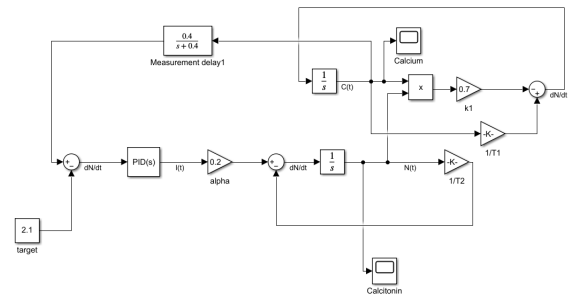 0.4
s + 0.4
Measurement delay1
Calcium
1
s
C(t)
x
0.7
k1
−
+
dN/dt
-K-
1/T1
+
−
dN/dt
PID(s)
I(t)
0.2
alpha
+
−
dN/dt
1
s
N(t)
-K-
1/T2
2.1
target
Calcitonin